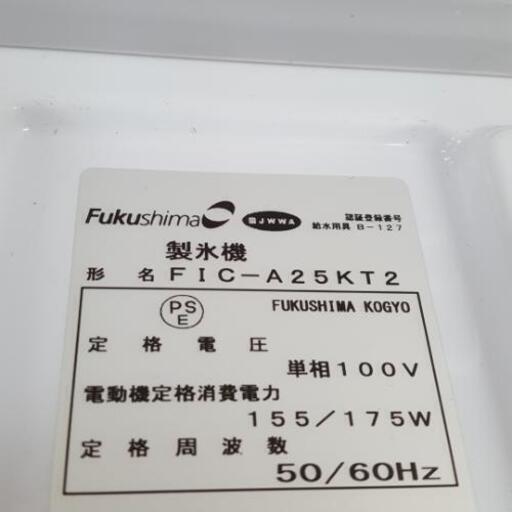 Fukushima JWWA 認証登録番号
給水用具 B-127
製氷機
形 名 FIC-A25KT2
PS
E
FUKUSHIMA KOGYO
定格電圧
単相100V
電動機定格消費電力
155/175W
定格周波数
50/60Hz